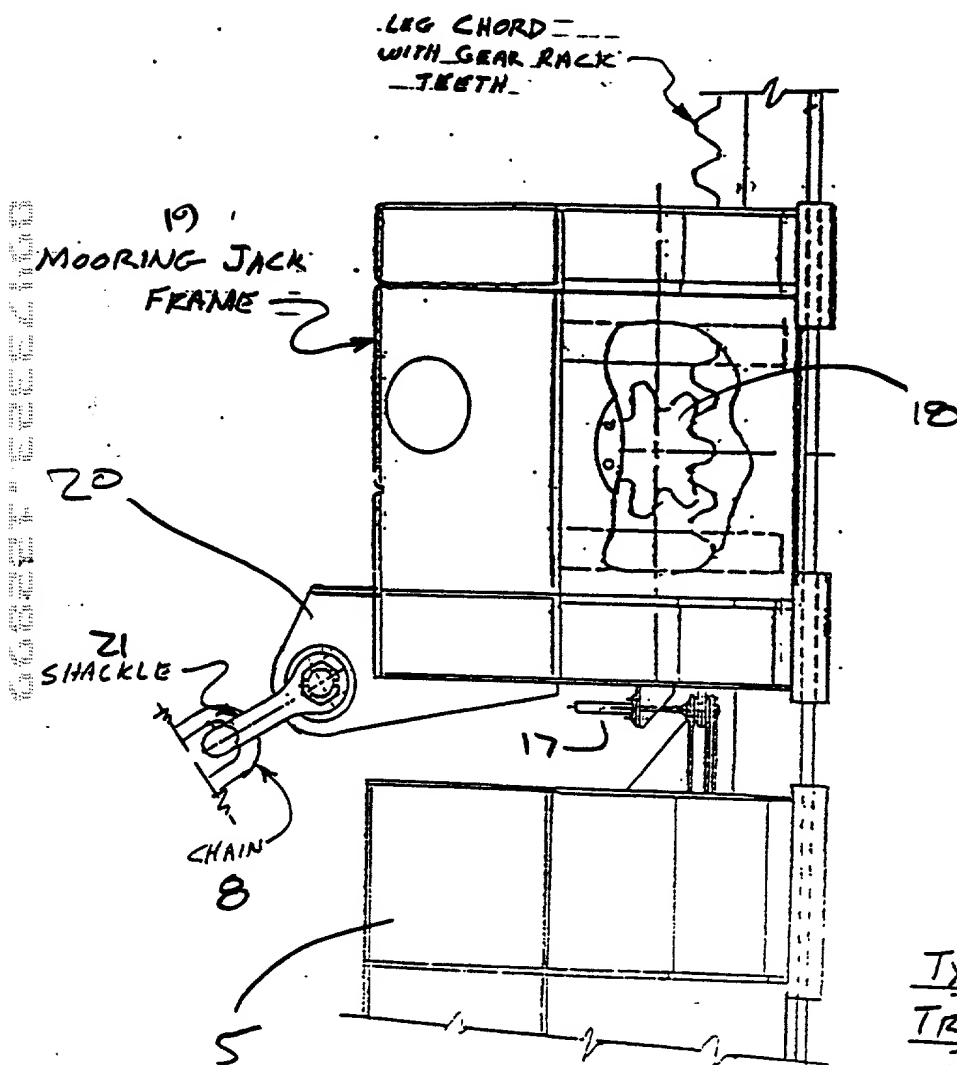 LEG CHORD
WITH GEAR RACK
TEETH
19
MOORING JACK
FRAME
18
20
21
SHACKLE
17
CHAIN
8
5